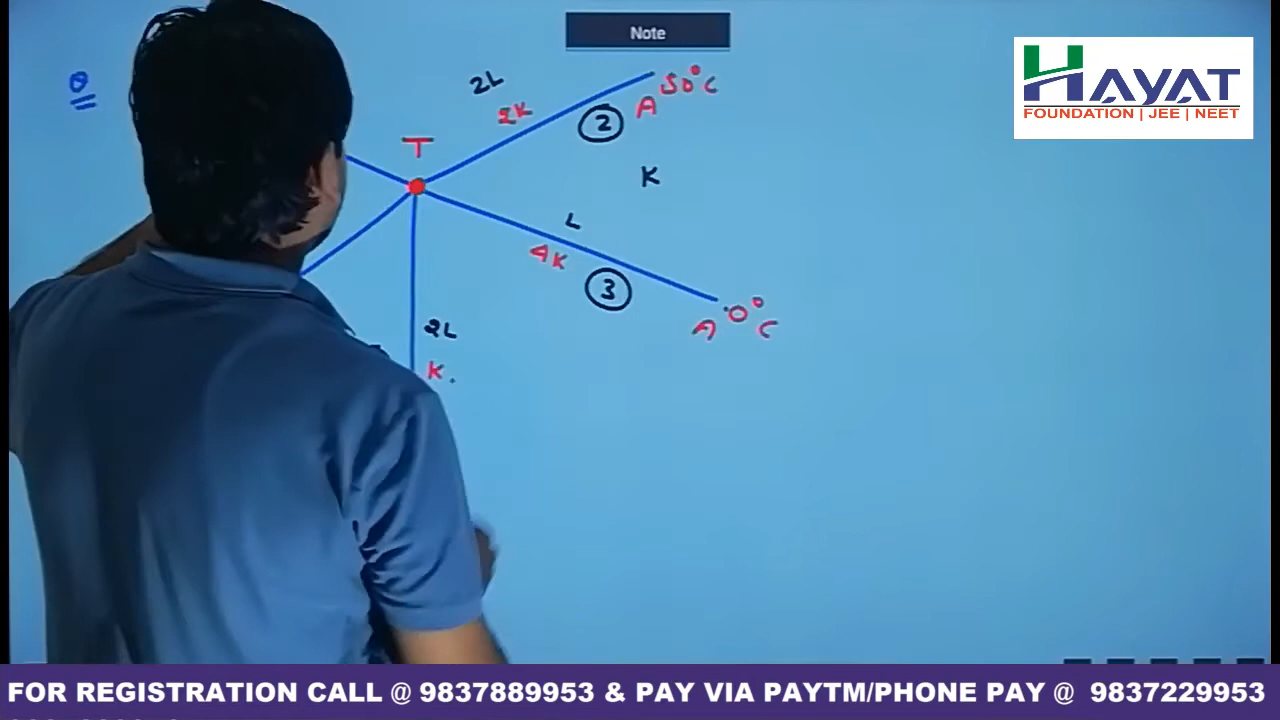 Note
HAYAT
FOUNDATION | JEE | NEET
Q
2L
2K
2
A 50°C
T
K
L
4K
3
A 0°C
2L
K.
FOR REGISTRATION CALL @ 9837889953 & PAY VIA PAYTM/PHONE PAY @ 9837229953